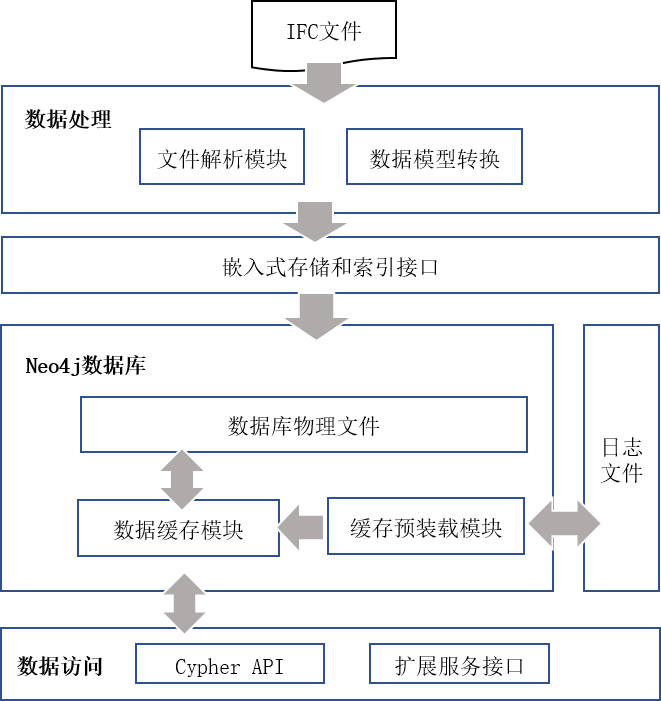 IFC文件
数据处理
文件解析模块
数据模型转换
嵌入式存储和索引接口
Neo4j数据库
数据库物理文件
数据缓存模块
缓存预装载模块
日志
文件
数据访问
Cypher API
扩展服务接口